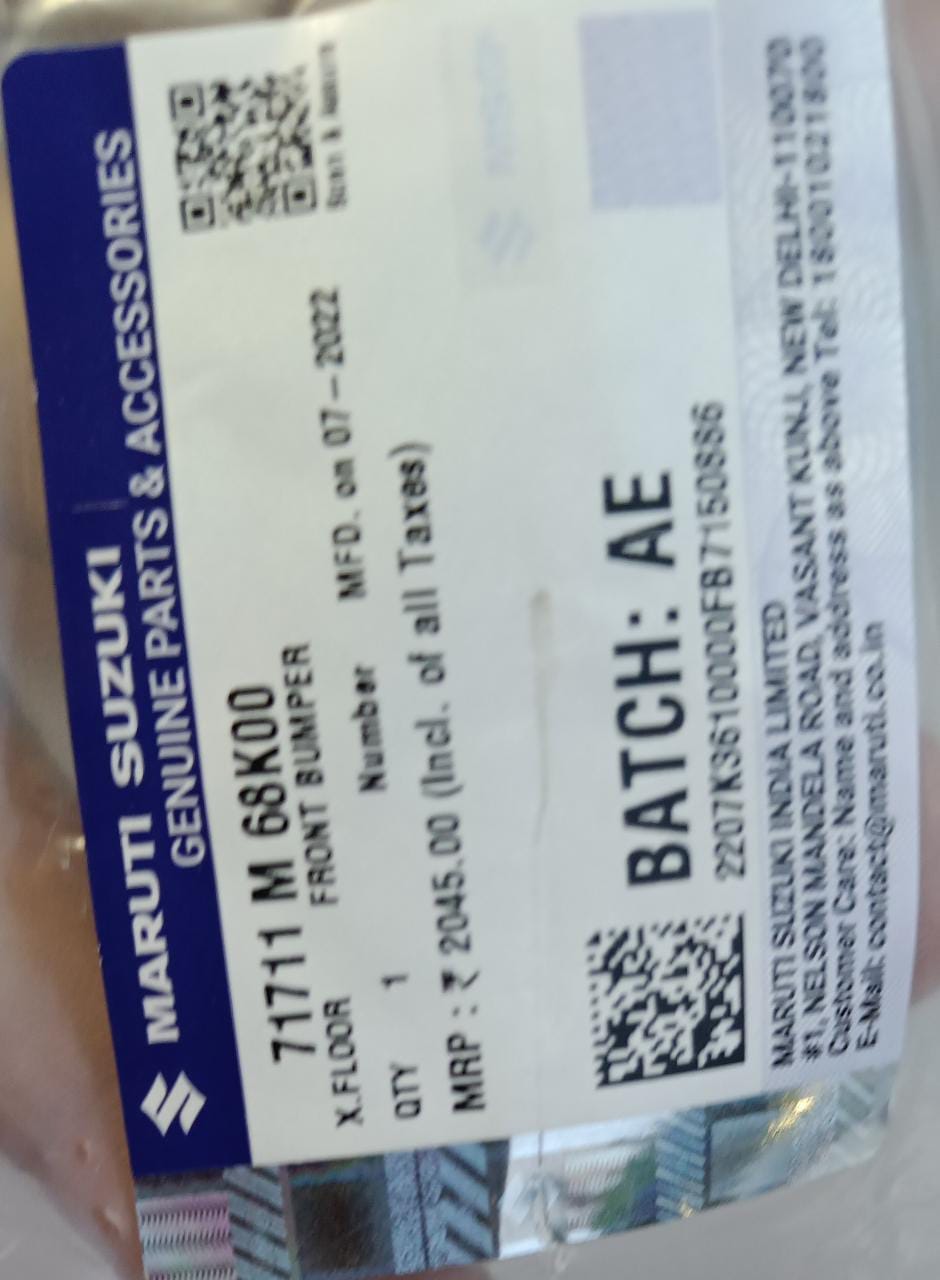 MARUTI SUZUKI
GENUINE PARTS & ACCESSORIES
71711 M 68K00
X.FLOOR FRONT BUMPER
Number MFD. on 07-2022
QTY 1
MRP : ₹ 2045.00 (Incl. of all Taxes)
BATCH: AE
2207K361000FB7150886
MARUTI SUZUKI INDIA LIMITED
#1, NELSON MANDELA ROAD, VASANT KUNJ, NEW DELHI-110070
Customer Care: Name and address as above Tel: 18001021800
E-Mail: contact@maruti.co.in